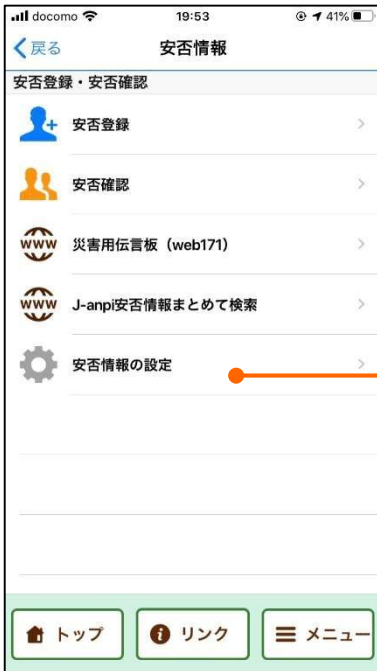 docomo 19:53 41%
戻る 安否情報
安否登録・安否確認
安否登録
安否確認
www 災害用伝言板（web171）
www J-anpi安否情報まとめて検索
安否情報の設定
トップ リンク メニュー